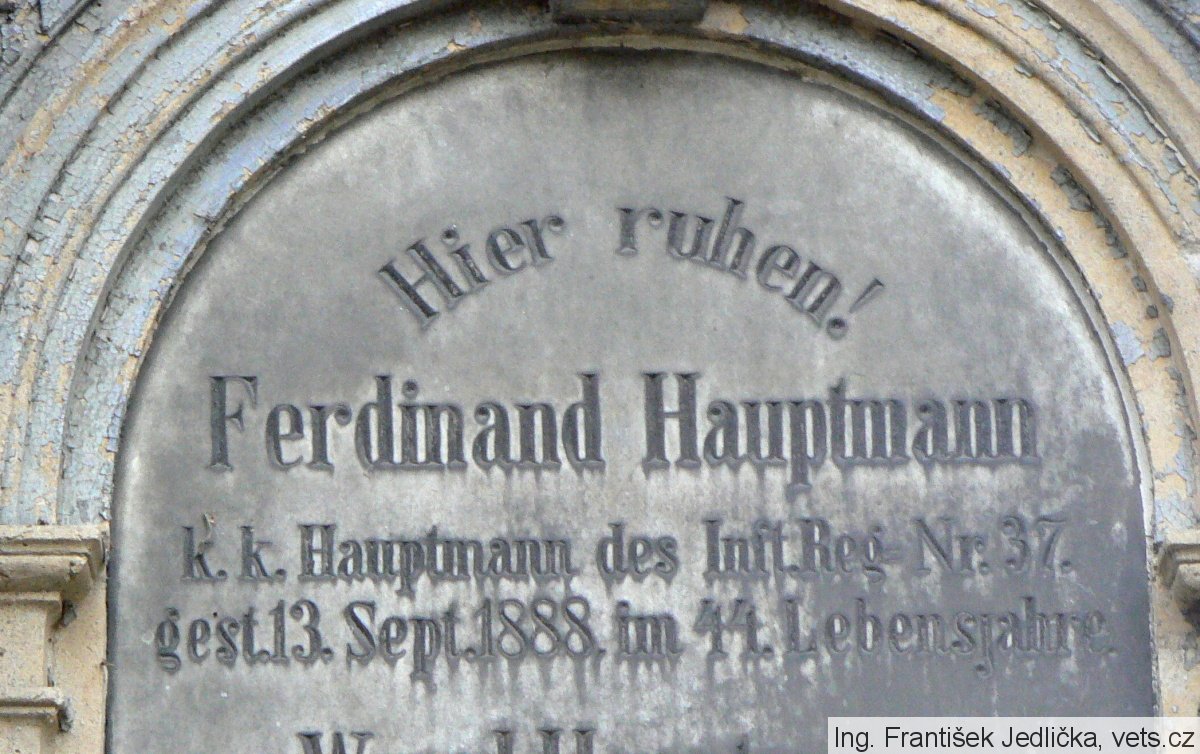 Hier ruhen!
Ferdinand Hauptmann
k. k. Hauptmann des Inft. Reg. Nr. 37.
gest. 13. Sept. 1888. im 44. Lebensjahre.
Ing. František Jedlička, vets.cz